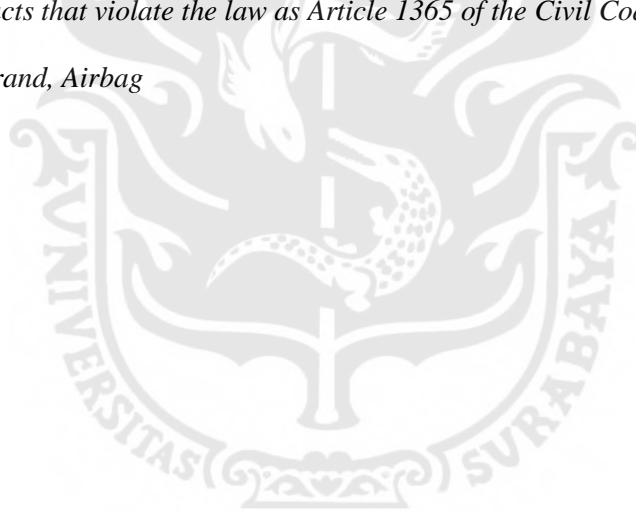 cts that violate the law as Article 1365 of the Civil Co
rand, Airbag
UNIVERSITAS SURABAYA